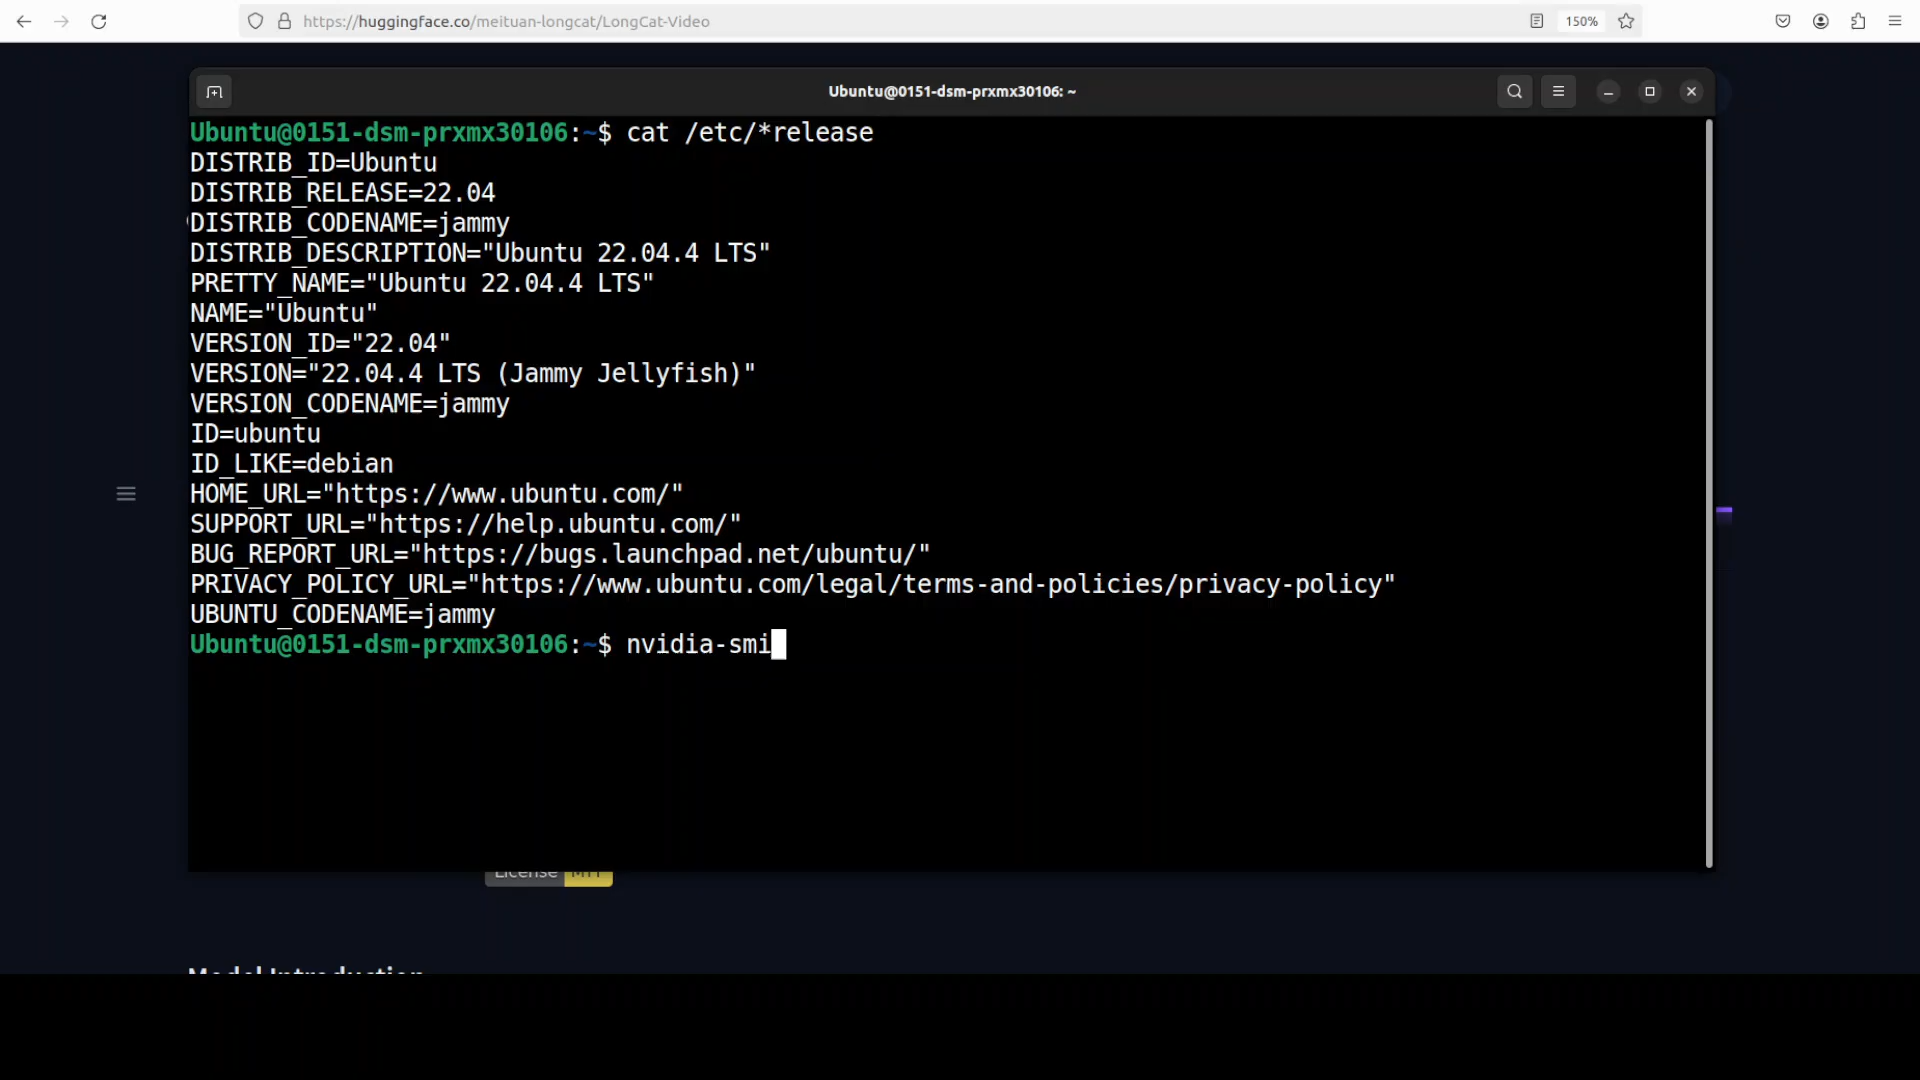 https://huggingface.co/meituan-longcat/LongCat-Video
150%
Ubuntu@0151-dsm-prxmx30106: ~
Ubuntu@0151-dsm-prxmx30106:~$ cat /etc/*release
DISTRIB_ID=Ubuntu
DISTRIB_RELEASE=22.04
DISTRIB_CODENAME=jammy
DISTRIB_DESCRIPTION="Ubuntu 22.04.4 LTS"
PRETTY_NAME="Ubuntu 22.04.4 LTS"
NAME="Ubuntu"
VERSION_ID="22.04"
VERSION="22.04.4 LTS (Jammy Jellyfish)"
VERSION_CODENAME=jammy
ID=ubuntu
ID_LIKE=debian
HOME_URL="https://www.ubuntu.com/"
SUPPORT_URL="https://help.ubuntu.com/"
BUG_REPORT_URL="https://bugs.launchpad.net/ubuntu/"
PRIVACY_POLICY_URL="https://www.ubuntu.com/legal/terms-and-policies/privacy-policy"
UBUNTU_CODENAME=jammy
Ubuntu@0151-dsm-prxmx30106:~$ nvidia-smi
License MIT
Model Introduction